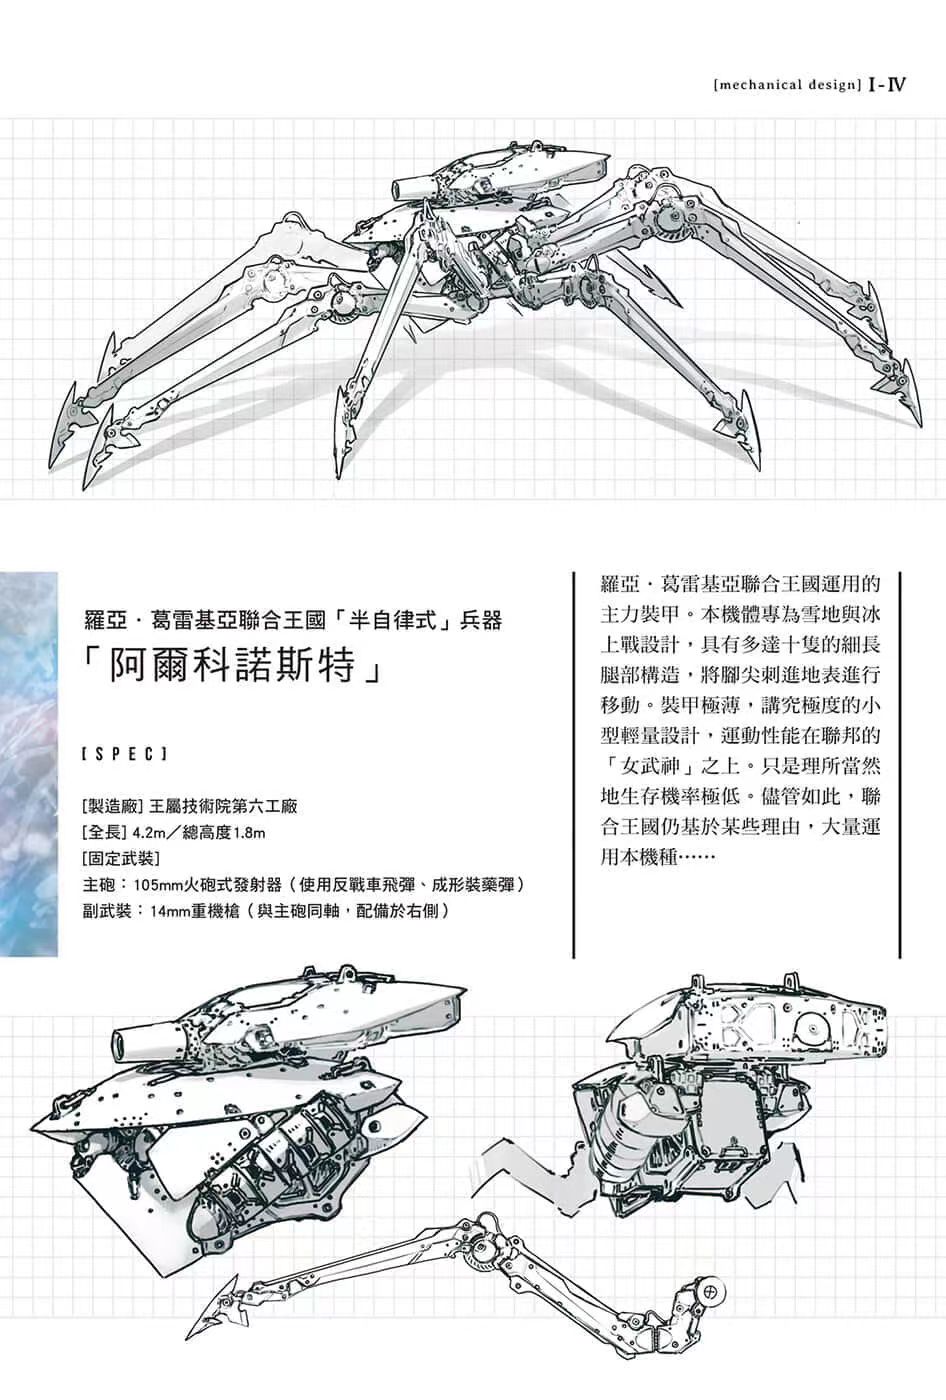 [mechanical design] I-IV
羅亞·葛雷基亞聯合王國「半自律式」兵器
「阿爾科諾斯特」
[SPEC]
[製造廠] 王屬技術院第六工廠
[全長] 4.2m／總高度1.8m
[固定武裝]
主砲：105mm火砲式發射器（使用反戰車飛彈、成形裝藥彈）
副武裝：14mm重機槍（與主砲同軸，配備於右側）
羅亞·葛雷基亞聯合王國運用的
主力裝甲。本機體專為雪地與冰
上戰設計，具有多達十隻的細長
腿部構造，將腳尖刺進地表進行
移動。裝甲極薄，講究極度的小
型輕量設計，運動性能在聯邦的
「女武神」之上。只是理所當然
地生存機率極低。儘管如此，聯
合王國仍基於某些理由，大量運
用本機種……